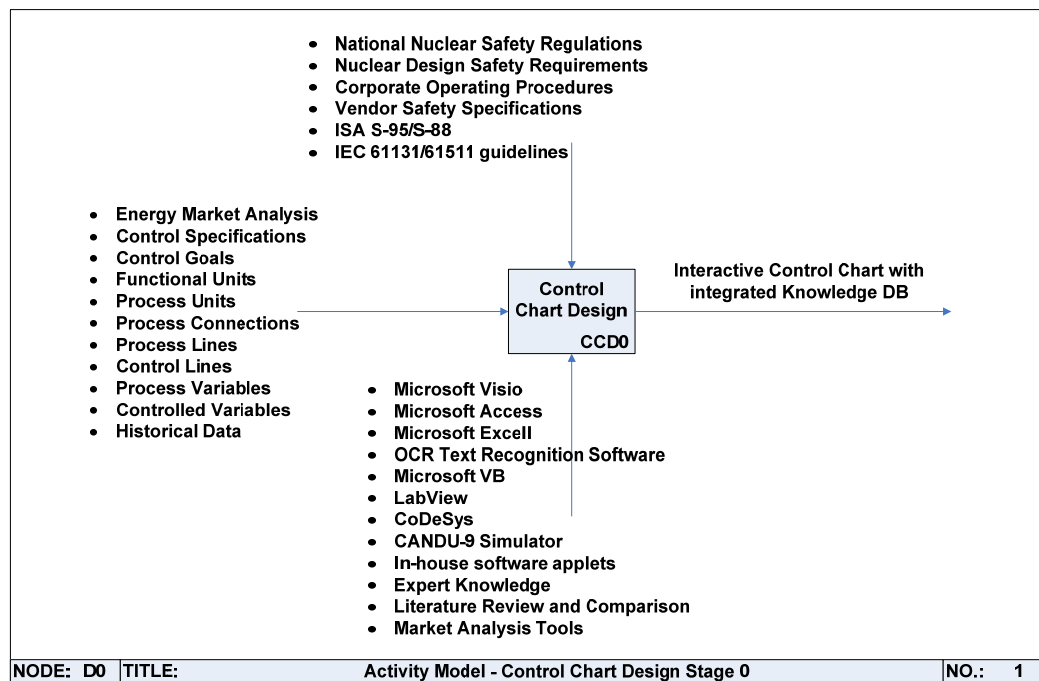 • National Nuclear Safety Regulations
• Nuclear Design Safety Requirements
• Corporate Operating Procedures
• Vendor Safety Specifications
• ISA S-95/S-88
• IEC 61131/61511 guidelines
• Energy Market Analysis
• Control Specifications
• Control Goals
• Functional Units
• Process Units
• Process Connections
• Process Lines
• Control Lines
• Process Variables
• Controlled Variables
• Historical Data
Control
Chart Design
CCD0
Interactive Control Chart with
integrated Knowledge DB
• Microsoft Visio
• Microsoft Access
• Microsoft Excell
• OCR Text Recognition Software
• Microsoft VB
• LabView
• CoDeSys
• CANDU-9 Simulator
• In-house software applets
• Expert Knowledge
• Literature Review and Comparison
• Market Analysis Tools
NODE: D0 TITLE: Activity Model - Control Chart Design Stage 0 NO.: 1